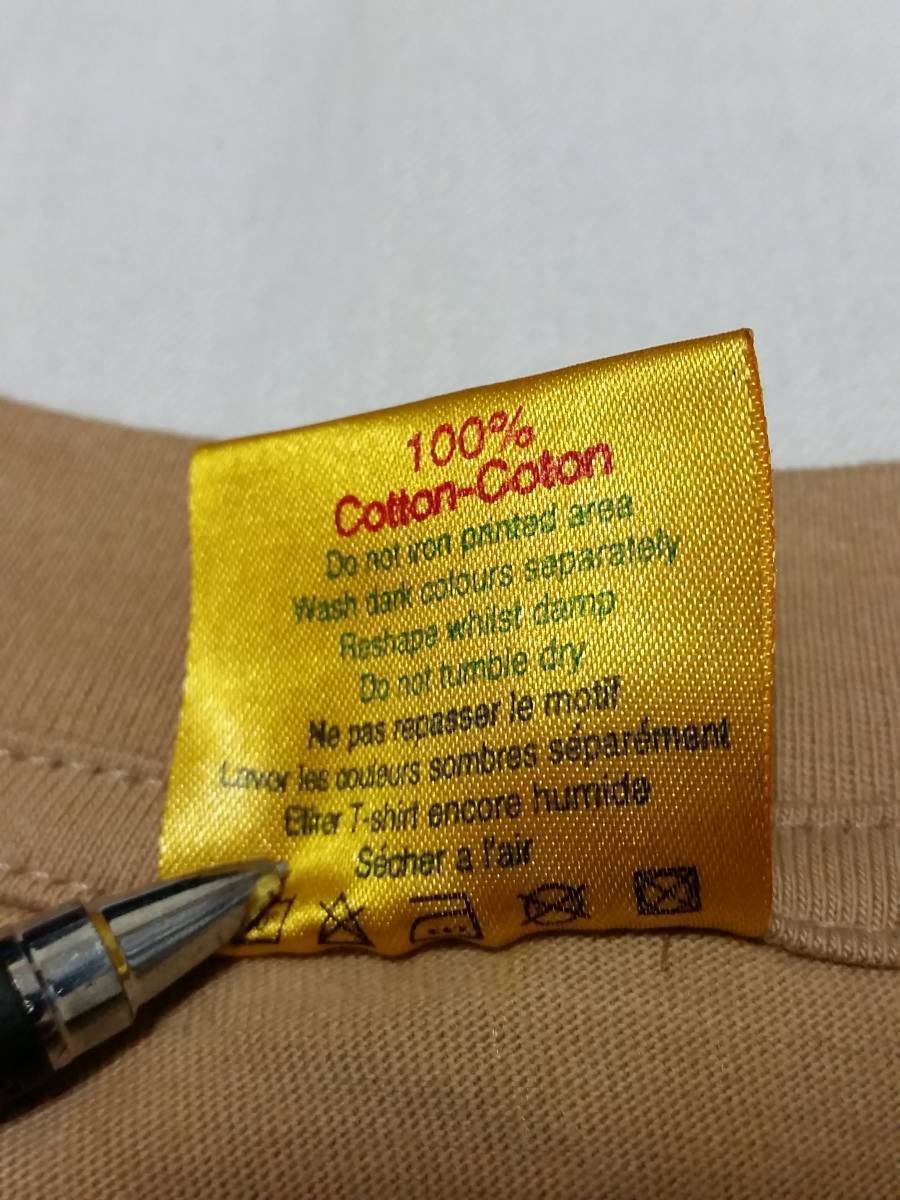 100%
Cotton-Coton
Do not iron printed area
Wash dark colours separately
Reshape whilst damp
Do not tumble dry
Ne pas repasser le motif
Laver les couleurs sombres séparément
Etirer T-shirt encore humide
Sécher a l'air